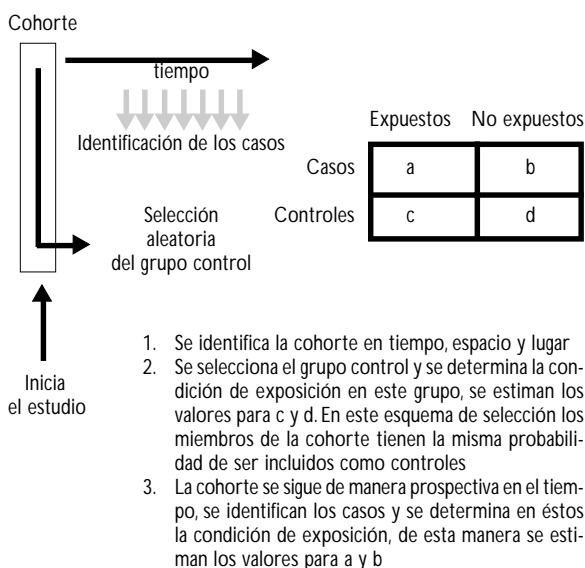 Cohorte
tiempo
Identificación de los casos
Selección
aleatoria
del grupo control
Inicia
el estudio
Expuestos No expuestos
Casos a b
Controles c d
1. Se identifica la cohorte en tiempo, espacio y lugar
2. Se selecciona el grupo control y se determina la con-
dición de exposición en este grupo, se estiman los
valores para c y d. En este esquema de selección los
miembros de la cohorte tienen la misma probabili-
dad de ser incluidos como controles
3. La cohorte se sigue de manera prospectiva en el tiem-
po, se identifican los casos y se determina en éstos
la condición de exposición, de esta manera se esti-
man los valores para a y b